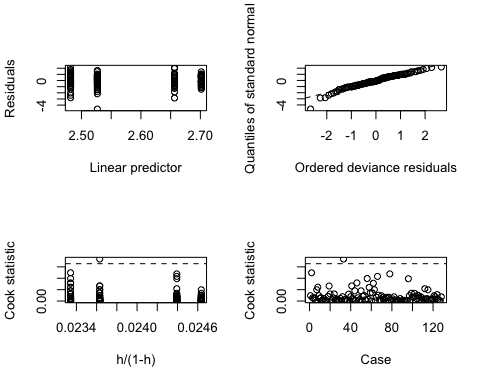 Residuals
0
-4
2.50
2.60
2.70
Linear predictor
Quantiles of standard normal
0
-4
-2
-1
0
1
2
Ordered deviance residuals
Cook statistic
0.00
0.0234
0.0240
0.0246
h/(1-h)
Cook statistic
0.00
0
40
80
120
Case